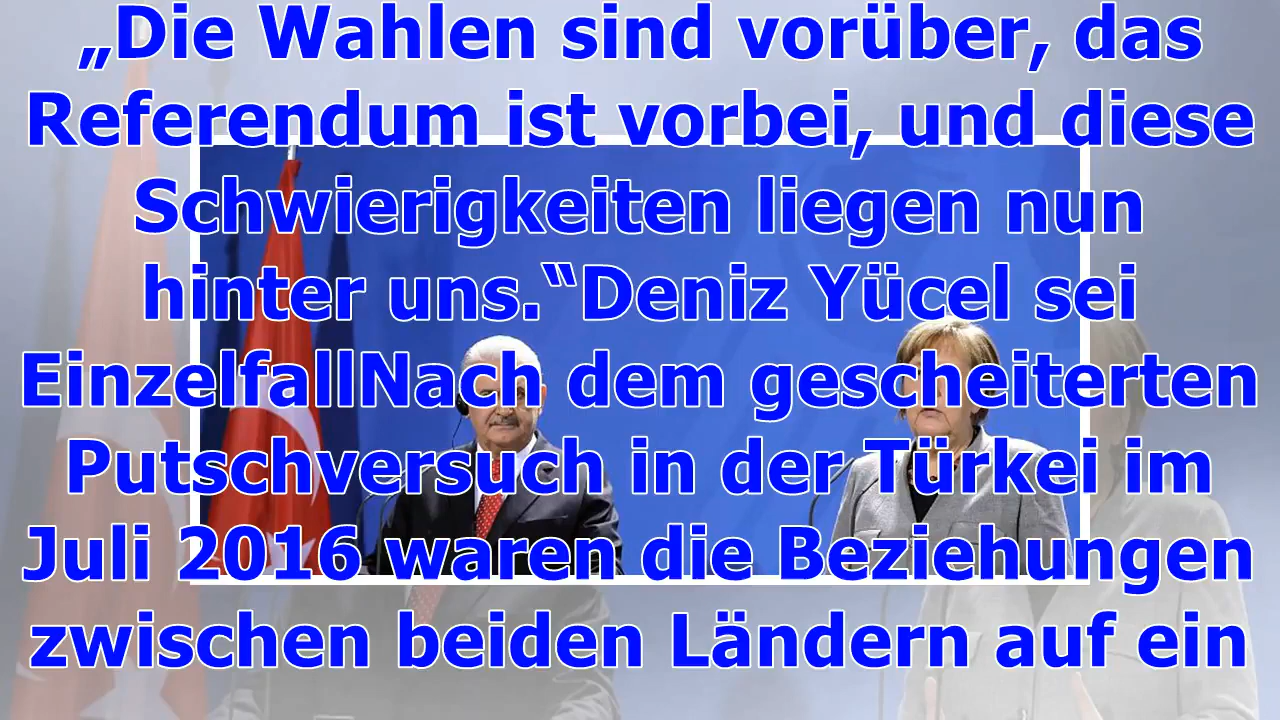 „Die Wahlen sind vorüber, das
Referendum ist vorbei, und diese
Schwierigkeiten liegen nun
hinter uns.“Deniz Yücel sei
EinzelfallNach dem gescheiterten
Putschversuch in der Türkei im
Juli 2016 waren die Beziehungen
zwischen beiden Ländern auf ein